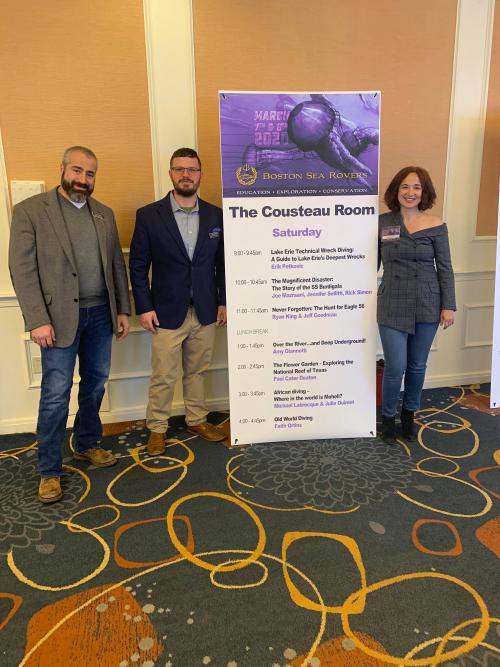 MARCH
7TH & 8TH
2020
BOSTON SEA ROVERS
EDUCATION • EXPLORATION • CONSERVATION
The Cousteau Room
Saturday
9:00 - 9:45am
Lake Erie Technical Wreck Diving:
A Guide to Lake Erie's Deepest Wrecks
Erik Petkovic
10:00 - 10:45am
The Magnificent Disaster:
The Story of the SS Burdigala
Joe Mazraani, Jennifer Sellitti, Rick Simon
11:00 - 11:45am
Never Forgotten: The Hunt for Eagle 56
Ryan King & Jeff Goodreau
LUNCH BREAK
1:00 - 1:45pm
Over the River...and Deep Underground!
Amy Giannotti
2:00 - 2:45pm
The Flower Garden - Exploring the
National Reef of Texas
Paul Cater Deaton
3:00 - 3:45pm
African diving –
Where in the world is Moheli?
Michael Labrecque & Julie Ouimet
4:00 - 4:45pm
Old World Diving
Faith Ortins